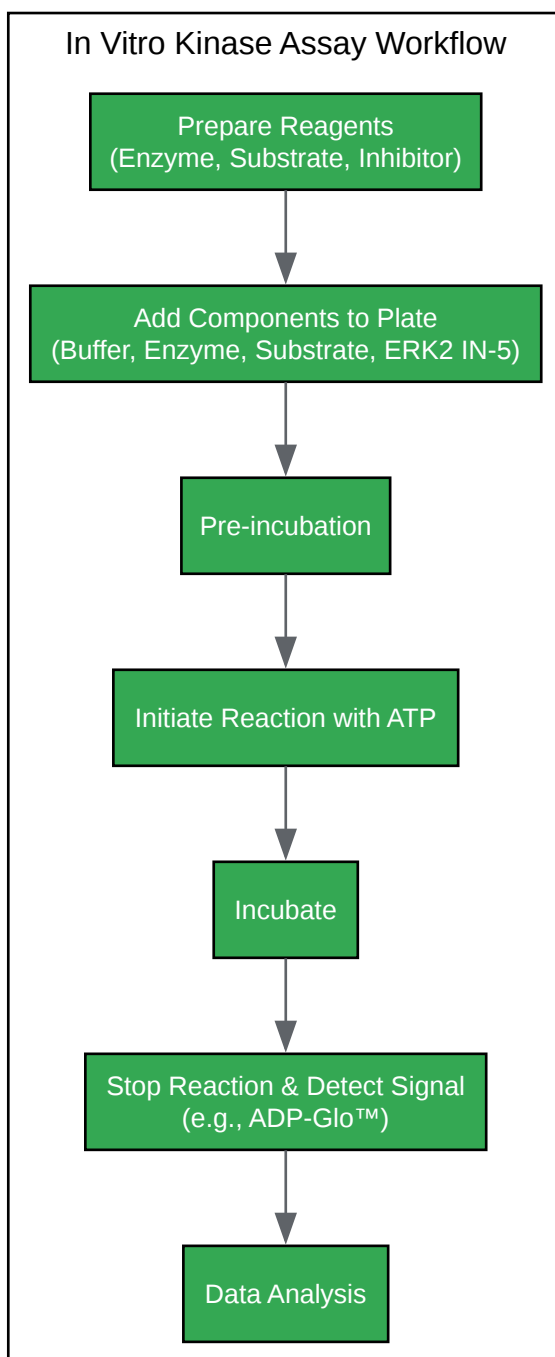 In Vitro Kinase Assay Workflow
Prepare Reagents
(Enzyme, Substrate, Inhibitor)
Add Components to Plate
(Buffer, Enzyme, Substrate, ERK2 IN-5)
Pre-incubation
Initiate Reaction with ATP
Incubate
Stop Reaction & Detect Signal
(e.g., ADP-Glo™)
Data Analysis